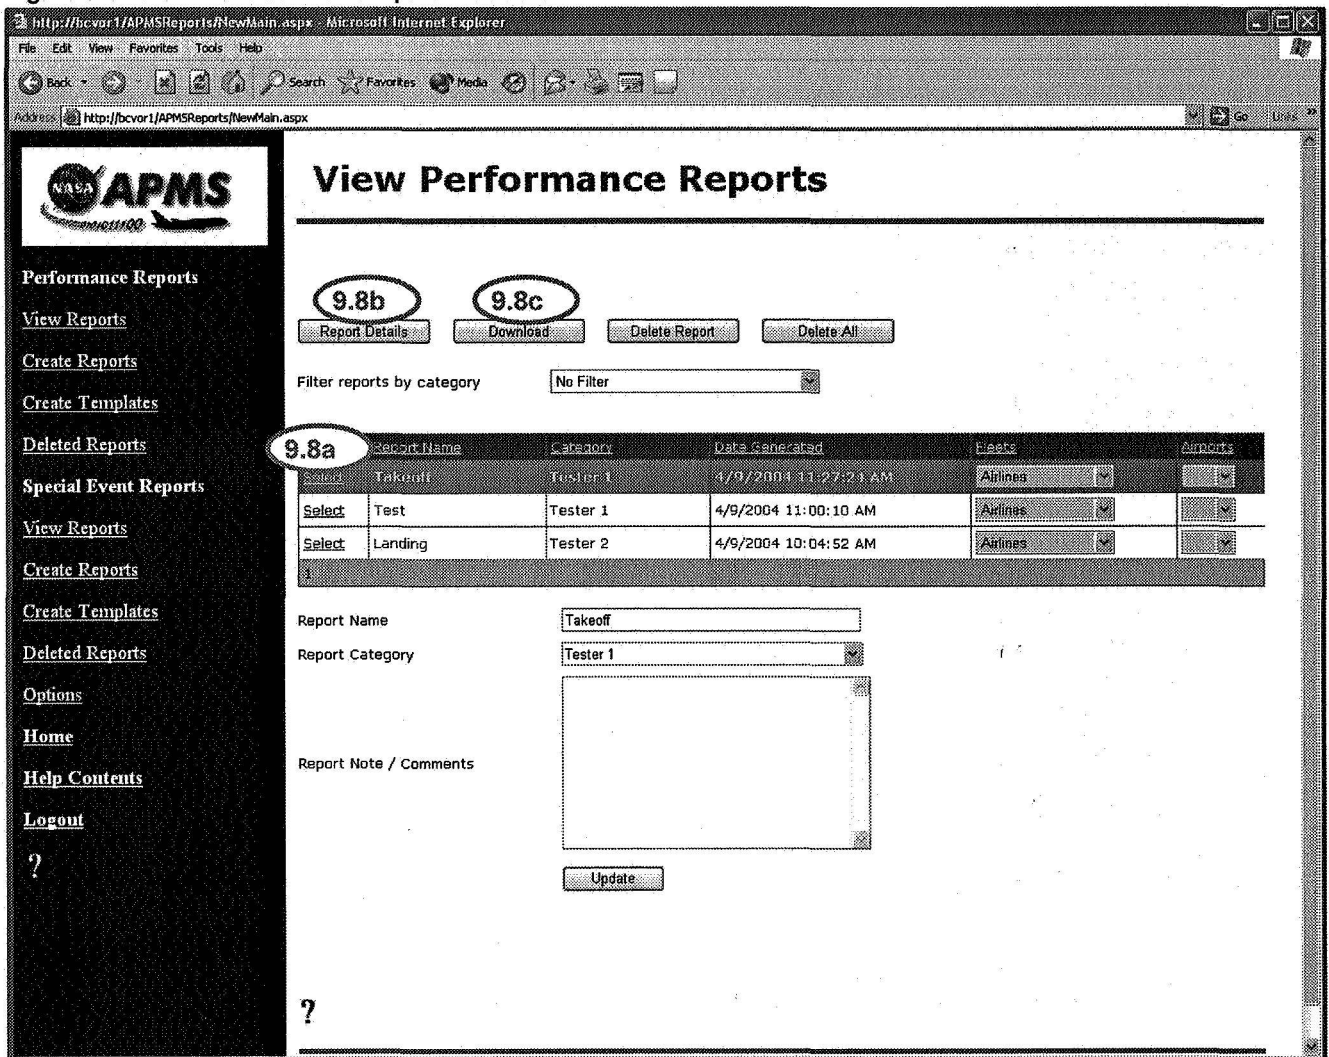 http://bcvor1/APMSReports/NewMain.aspx - Microsoft Internet Explorer
File Edit View Favorites Tools Help
Back Search Favorites Media
Address http://bcvor1/APMSReports/NewMain.aspx Go Links
NASA APMS
View Performance Reports
Performance Reports
View Reports
Create Reports
Create Templates
Deleted Reports
Special Event Reports
View Reports
Create Reports
Create Templates
Deleted Reports
Options
Home
Help Contents
Logout
?
9.8b 9.8c
Report Details Download Delete Report Delete All
Filter reports by category No Filter
9.8a Report Name Category Date Generated Fleets Airports
Select Takeoff Tester 1 4/9/2004 11:27:24 AM Airlines
Select Test Tester 1 4/9/2004 11:00:10 AM Airlines
Select Landing Tester 2 4/9/2004 10:04:52 AM Airlines
1
Report Name Takeoff
Report Category Tester 1
Report Note / Comments
Update
?